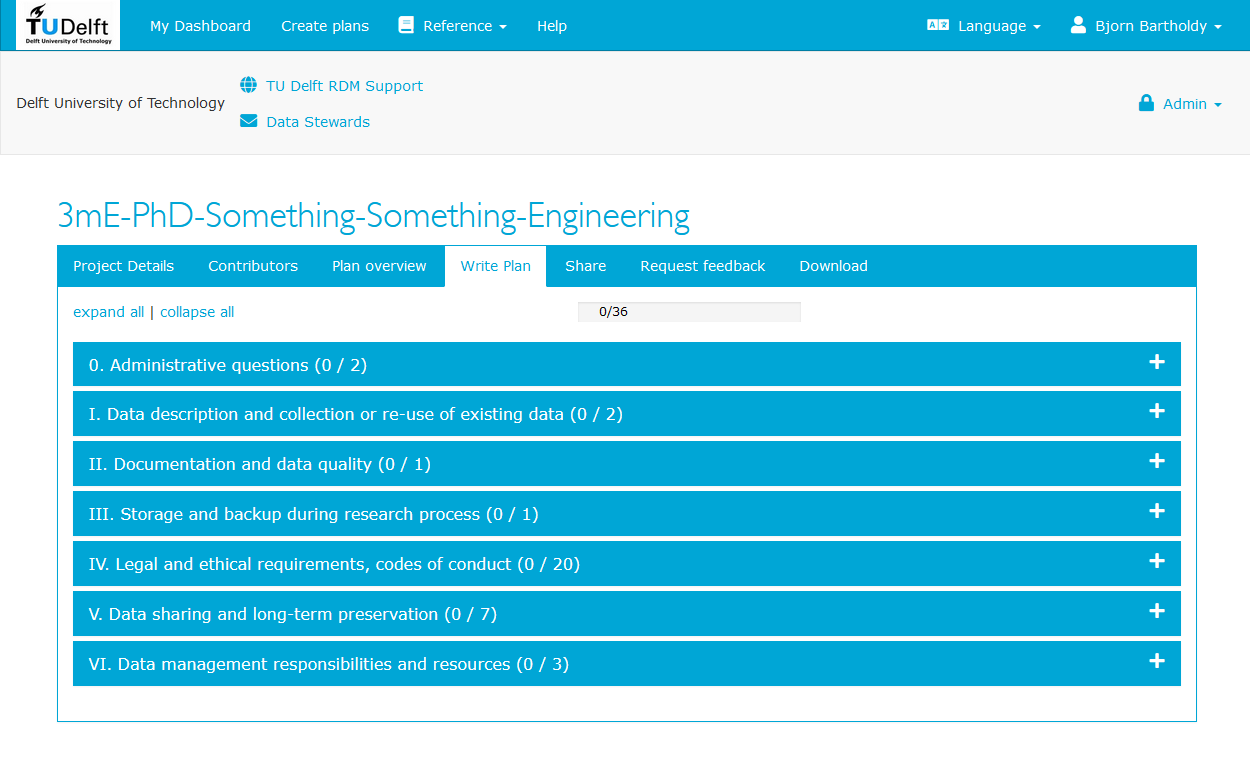 TU Delft
Delft University of Technology
My Dashboard
Create plans
Reference
Help
Language
Bjorn Bartholdy
Delft University of Technology
TU Delft RDM Support
Data Stewards
Admin
3mE-PhD-Something-Something-Engineering
Project Details
Contributors
Plan overview
Write Plan
Share
Request feedback
Download
expand all | collapse all
0/36
0. Administrative questions (0 / 2)
I. Data description and collection or re-use of existing data (0 / 2)
II. Documentation and data quality (0 / 1)
III. Storage and backup during research process (0 / 1)
IV. Legal and ethical requirements, codes of conduct (0 / 20)
V. Data sharing and long-term preservation (0 / 7)
VI. Data management responsibilities and resources (0 / 3)